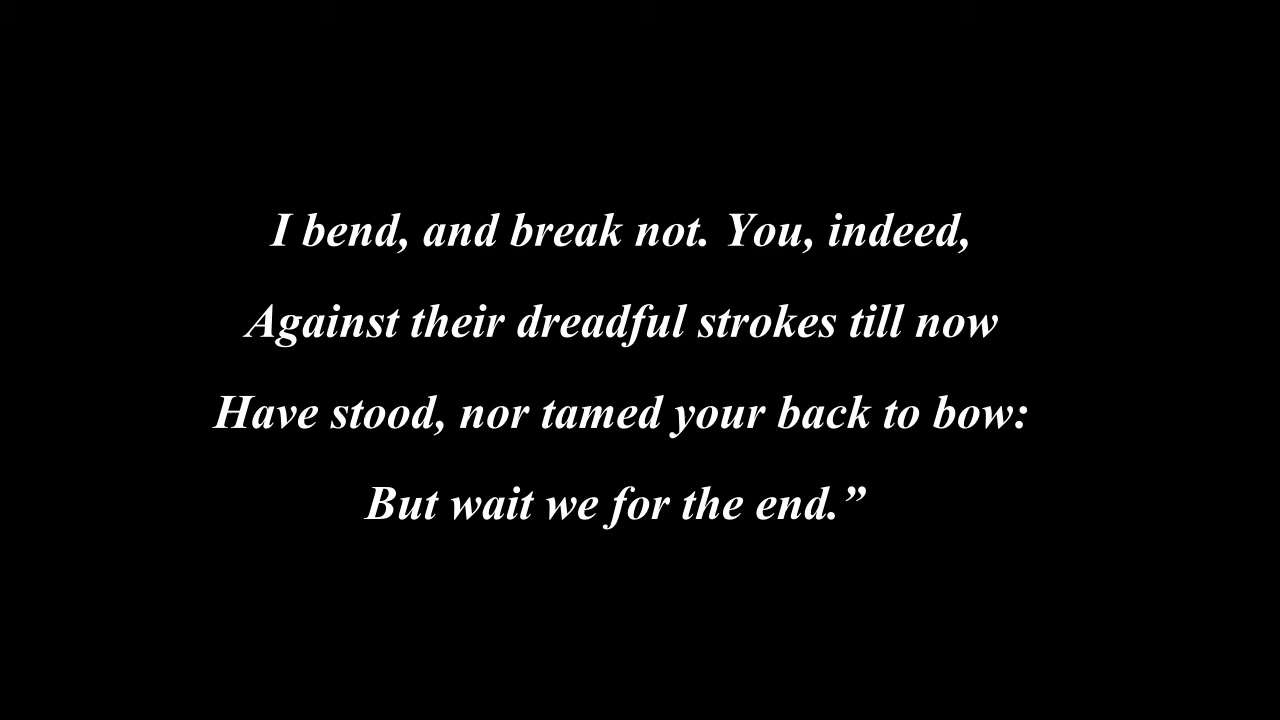 I bend, and break not. You, indeed,
Against their dreadful strokes till now
Have stood, nor tamed your back to bow:
But wait we for the end.”